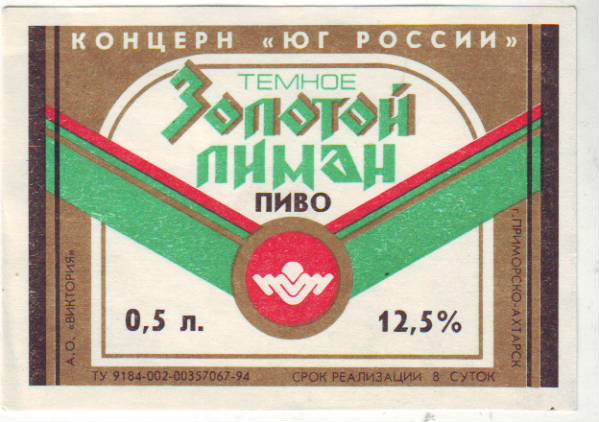 КОНЦЕРН «ЮГ РОССИИ»
ТЕМНОЕ
Золотой
лиман
ПИВО
0,5 л.
12,5%
А.О. «ВИКТОРИЯ»
г. ПРИМОРСКО-АХТАРСК
ТУ 9184-002-00357067-94
СРОК РЕАЛИЗАЦИИ 8 СУТОК